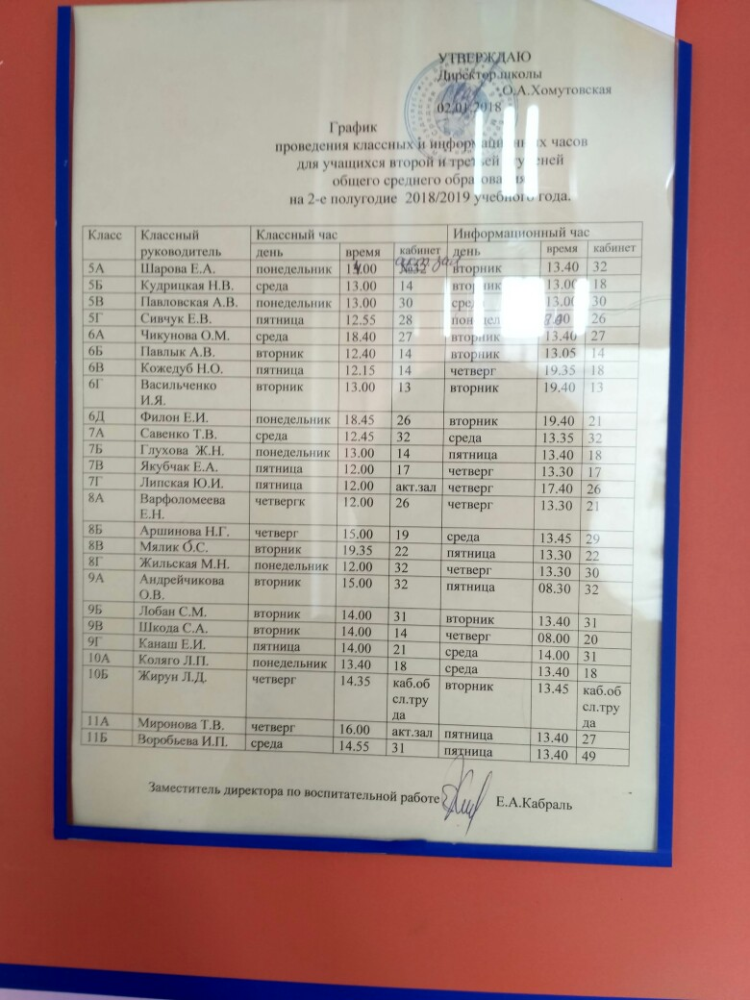 УТВЕРЖДАЮ
Директор школы
О.А.Хомутовская
02.01.2018
График
проведения классных и информационных часов
для учащихся второй и третьей ступеней
общего среднего образования
на 2-е полугодие 2018/2019 учебного года.
Класс Классный руководитель Классный час Информационный час
день время кабинет день время кабинет
акт зал
5А Шарова Е.А. понедельник №32 вторник 13.40 32
5Б Кудрицкая Н.В. среда 13.00 14 вторник 13.00 18
5В Павловская А.В. понедельник 13.00 30 среда 13.00 30
5Г Сивчук Е.В. пятница 12.55 28 понедел 26
6А Чикунова О.М. среда 18.40 27 вторник 13.40 27
6Б Павлык А.В. вторник 12.40 14 вторник 13.05 14
6В Кожедуб Н.О. пятница 12.15 14 четверг 19.35 18
6Г Васильченко И.Я. вторник 13.00 13 вторник 19.40 13
6Д Филон Е.И. понедельник 18.45 26 вторник 19.40 21
7А Савенко Т.В. среда 12.45 32 среда 13.35 32
7Б Глухова Ж.Н. понедельник 13.00 14 пятница 13.40 18
7В Якубчак Е.А. пятница 12.00 17 четверг 13.30 17
7Г Липская Ю.И. пятница 12.00 акт.зал четверг 17.40 26
8А Варфоломеева Е.Н. четвергк 12.00 26 четверг 13.30 21
8Б Аршинова Н.Г. четверг 15.00 19 среда 13.45 29
8В Мялик О.С. вторник 19.35 22 пятница 13.30 22
8Г Жильская М.Н. понедельник 12.00 32 четверг 13.30 30
9А Андрейчикова О.В. вторник 15.00 32 пятница 08.30 32
9Б Лобан С.М. вторник 14.00 31 вторник 13.40 31
9В Шкода С.А. вторник 14.00 14 четверг 08.00 20
9Г Канаш Е.И. пятница 14.00 21 среда 14.00 31
10А Коляго Л.П. понедельник 13.40 18 среда 13.40 18
10Б Жирун Л.Д. четверг 14.35 каб.об сл.тру да вторник 13.45 каб.об сл.тру да
11А Миронова Т.В. четверг 16.00 акт.зал пятница 13.40 27
11Б Воробьева И.П. среда 14.55 31 пятница 13.40 49
Заместитель директора по воспитательной работе Е.А.Кабраль